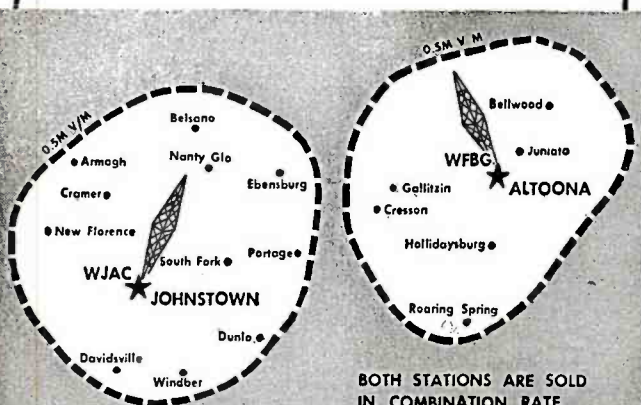 0.5M V/M
Belsano
Armagh
Nanty Glo
Cramer
Ebensburg
New Florence
South Fork
Portage
WJAC
JOHNSTOWN
Dunlo
Davidsville
Windber
0.5M V M
Bellwood
WFBG
Juniata
Gallitzin
ALTOONA
Cresson
Hollidaysburg
Roaring Spring
BOTH STATIONS ARE SOLD
IN COMBINATION RATE